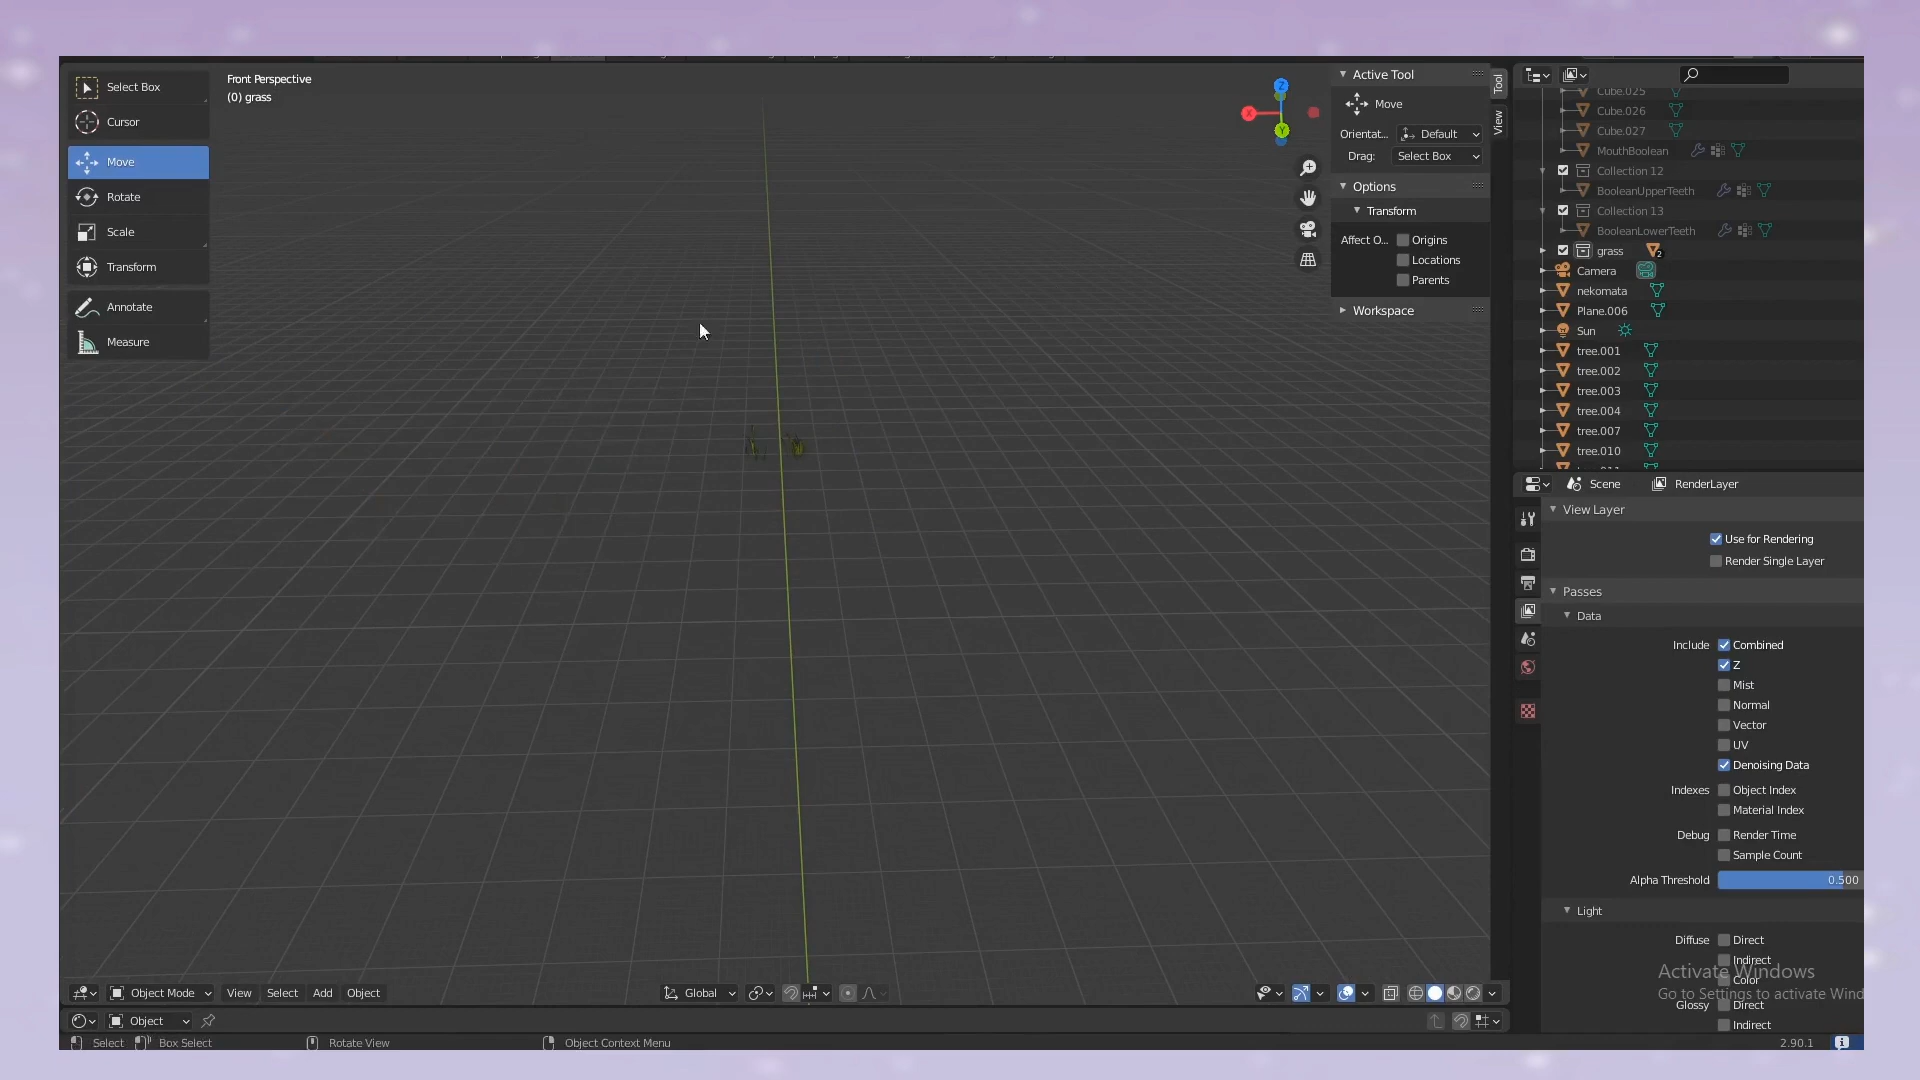 Select Box
Cursor
Move
Rotate
Scale
Transform
Annotate
Measure
Front Perspective
(0) grass
Z
X
Y
Active Tool
Move
Orientat... Default
Drag: Select Box
Options
Transform
Affect O... Origins
Locations
Parents
Workspace
Tool
View
Cube.025
Cube.026
Cube.027
MouthBoolean
Collection 12
BooleanUpperTeeth
Collection 13
BooleanLowerTeeth
grass 2
Camera
nekomata
Plane.006
Sun
tree.001
tree.002
tree.003
tree.004
tree.007
tree.010
Scene RenderLayer
View Layer
Use for Rendering
Render Single Layer
Passes
Data
Include Combined
Z
Mist
Normal
Vector
UV
Denoising Data
Indexes Object Index
Material Index
Debug Render Time
Sample Count
Alpha Threshold 0.500
Light
Diffuse Direct
Indirect
Color
Glossy Direct
Indirect
Activate Windows
Go to Settings to activate Wind
Object Mode View Select Add Object Global
Object
Select Box Select Rotate View Object Context Menu 2.90.1